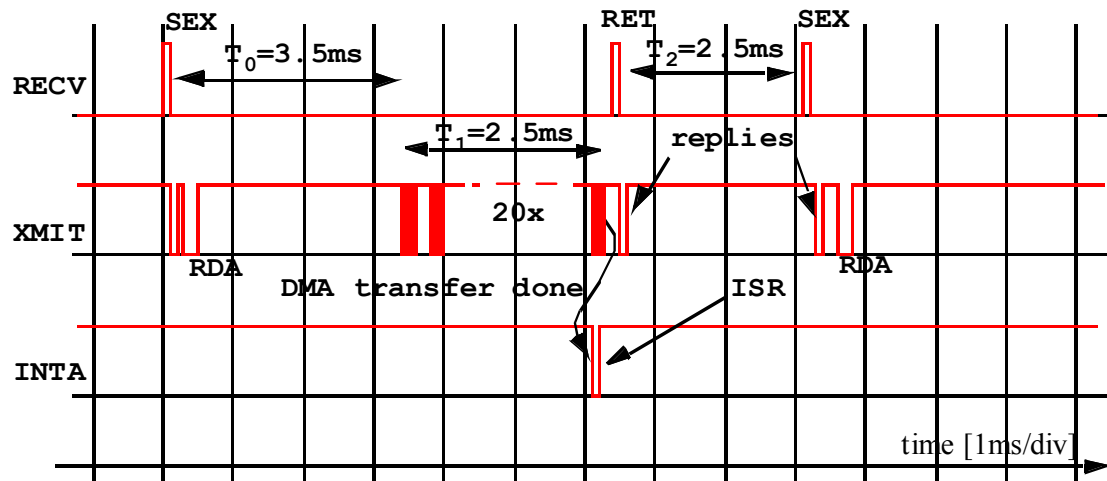 SEX
RET
SEX
T0=3.5ms
T2=2.5ms
RECV
T1=2.5ms
replies
20x
XMIT
RDA
RDA
DMA transfer done
ISR
INTA
time [1ms/div]